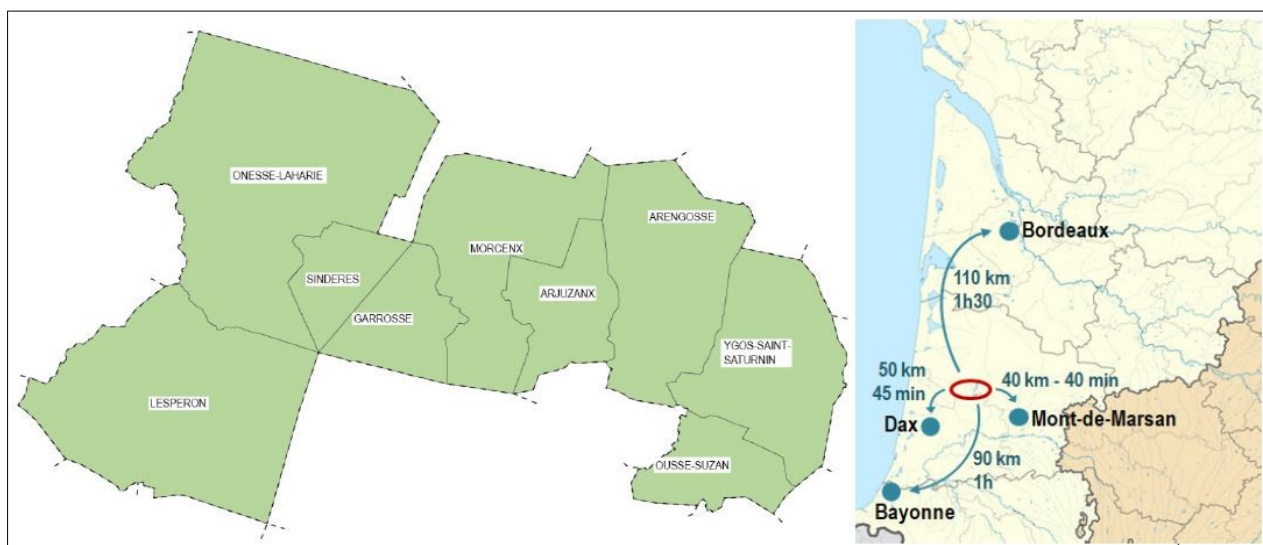 ONESSE-LAHARIE
SINDERES
GARROSSE
LESPERON
MORCENX
ARJUZANX
ARENGOSSE
YGOS-SAINT-
SATURNIN
OUSSE-SUZAN
Bordeaux
110 km
1h30
50 km
45 min
40 km - 40 min
Dax
Mont-de-Marsan
90 km
1h
Bayonne